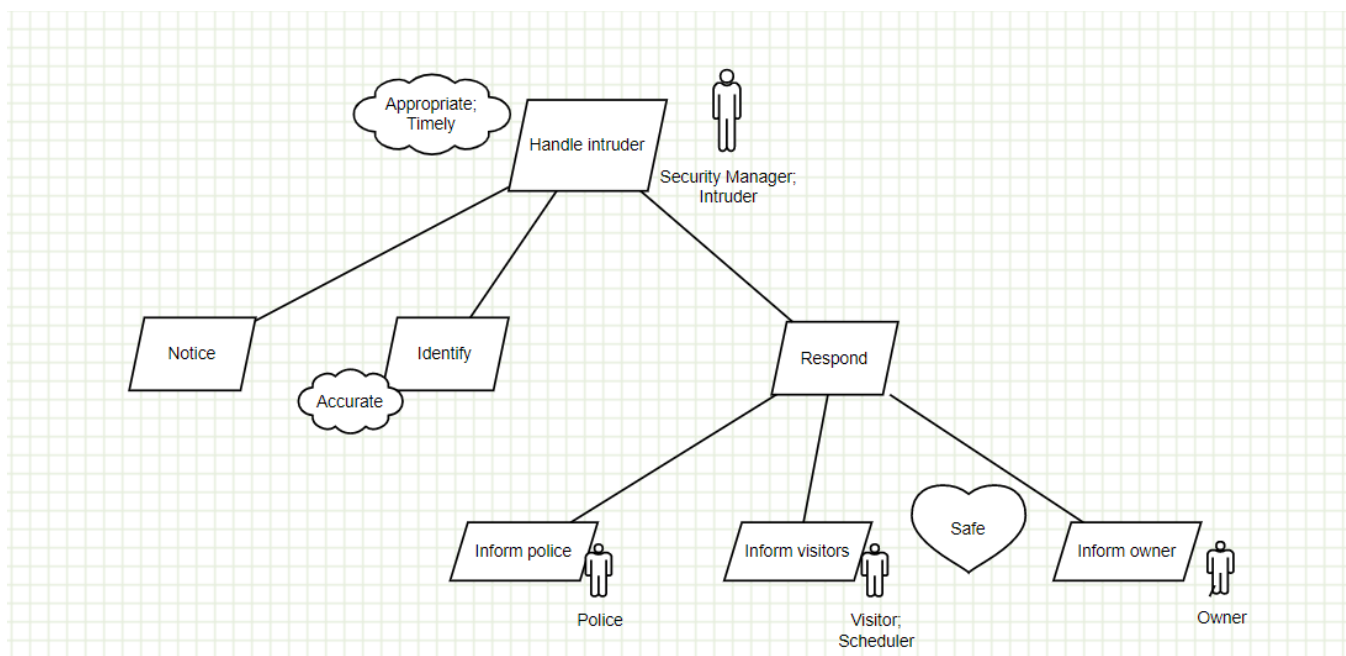 Appropriate;
Timely
Handle intruder
Security Manager;
Intruder
Notice
Identify
Respond
Accurate
Inform police
Inform visitors
Safe
Inform owner
Police
Visitor;
Scheduler
Owner